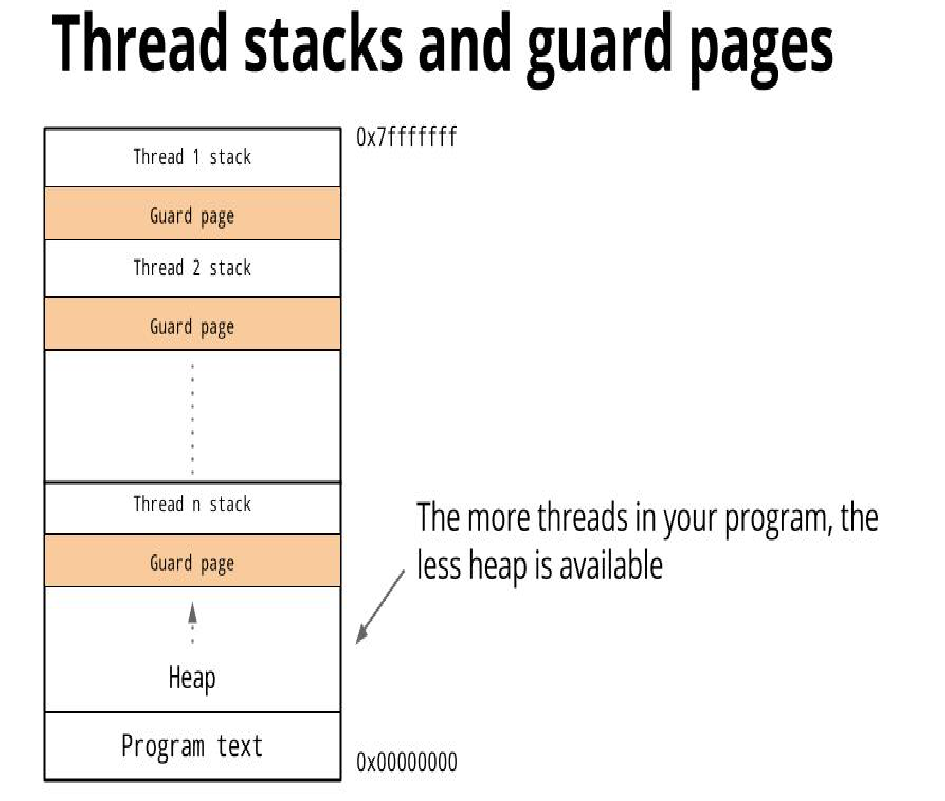 Thread stacks and guard pages
0x7fffffff
Thread 1 stack
Guard page
Thread 2 stack
Guard page
Thread n stack
Guard page
The more threads in your program, the
less heap is available
Heap
Program text
0x00000000